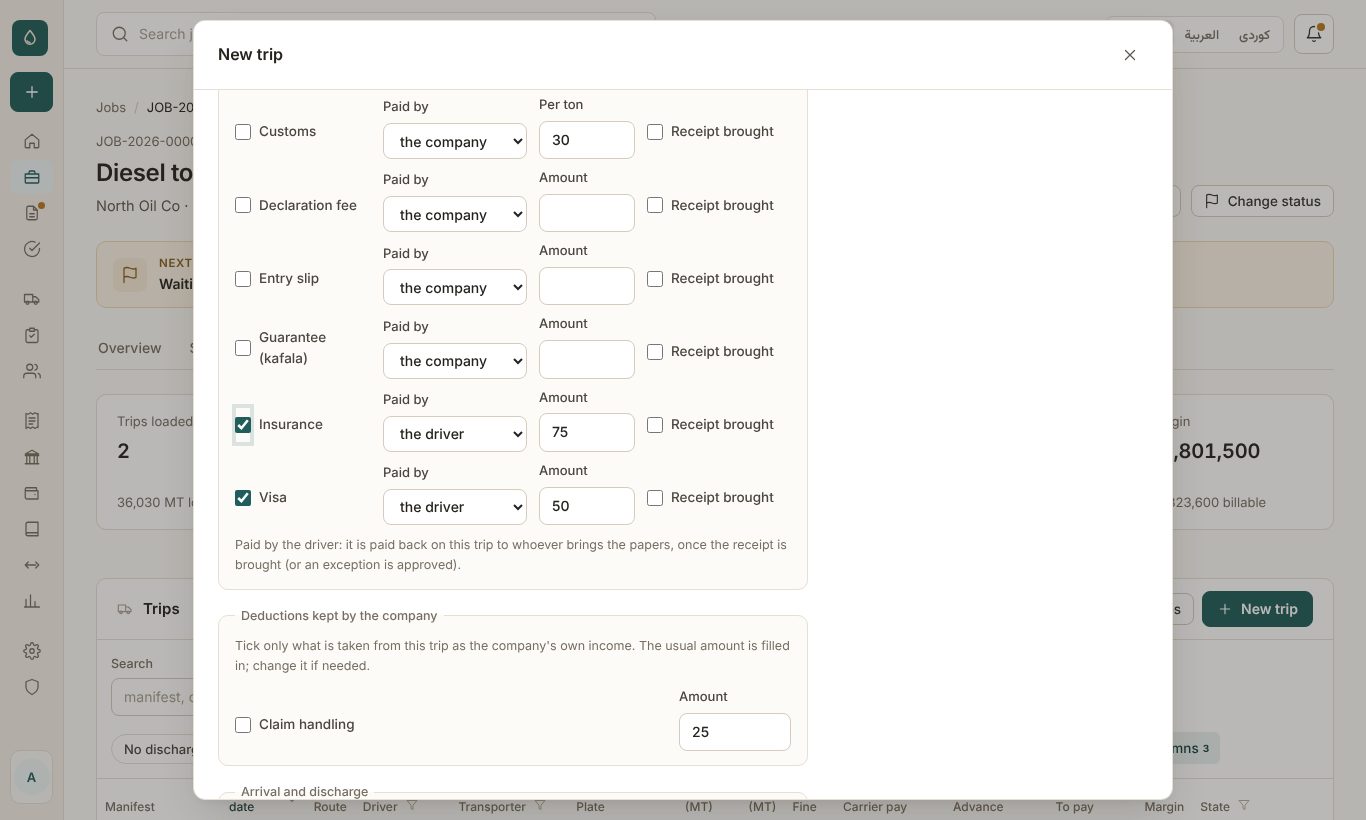 Search j
العربية
كوردی
New trip
Jobs / JOB-20
JOB-2026-0000
Diesel to
North Oil Co ·
Change status
NEXT
Waiti
Overview
Trips loaded
2
36,030 MT
gin
,801,500
323,600 billable
Trips
New trip
Search
manifest,
No discharg
mns 3
A
Paid by
Per ton
Customs
the company
30
Receipt brought
Paid by
Amount
Declaration fee
the company
Receipt brought
Paid by
Amount
Entry slip
the company
Receipt brought
Paid by
Amount
Guarantee
(kafala)
the company
Receipt brought
Paid by
Amount
Insurance
the driver
75
Receipt brought
Paid by
Amount
Visa
the driver
50
Receipt brought
Paid by the driver: it is paid back on this trip to whoever brings the papers, once the receipt is
brought (or an exception is approved).
Deductions kept by the company
Tick only what is taken from this trip as the company's own income. The usual amount is filled
in; change it if needed.
Amount
Claim handling
25
Arrival and discharge
Manifest date Route Driver Transporter Plate (MT) (MT) Fine Carrier pay Advance To pay Margin State